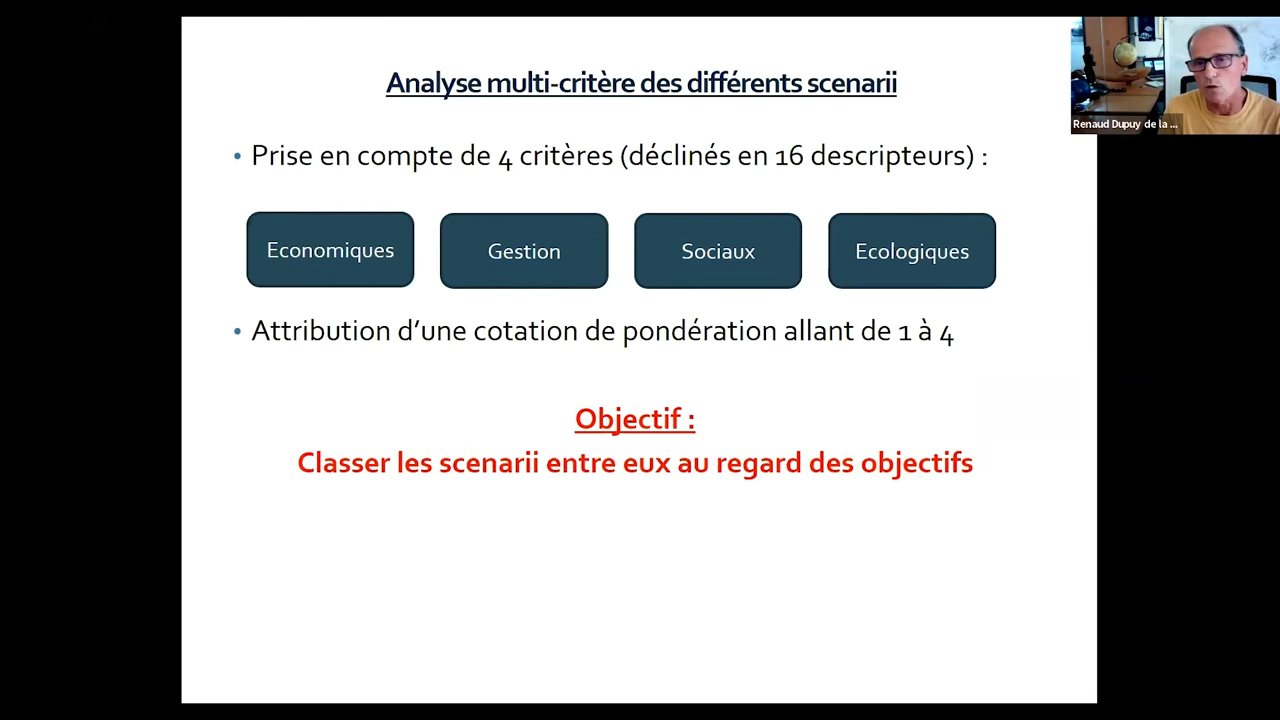 Analyse multi-critère des différents scenarii
• Prise en compte de 4 critères (déclinés en 16 descripteurs) :
Economiques
Gestion
Sociaux
Ecologiques
• Attribution d'une cotation de pondération allant de 1 à 4
Objectif :
Classer les scenarii entre eux au regard des objectifs
Renaud Dupuy de la ...